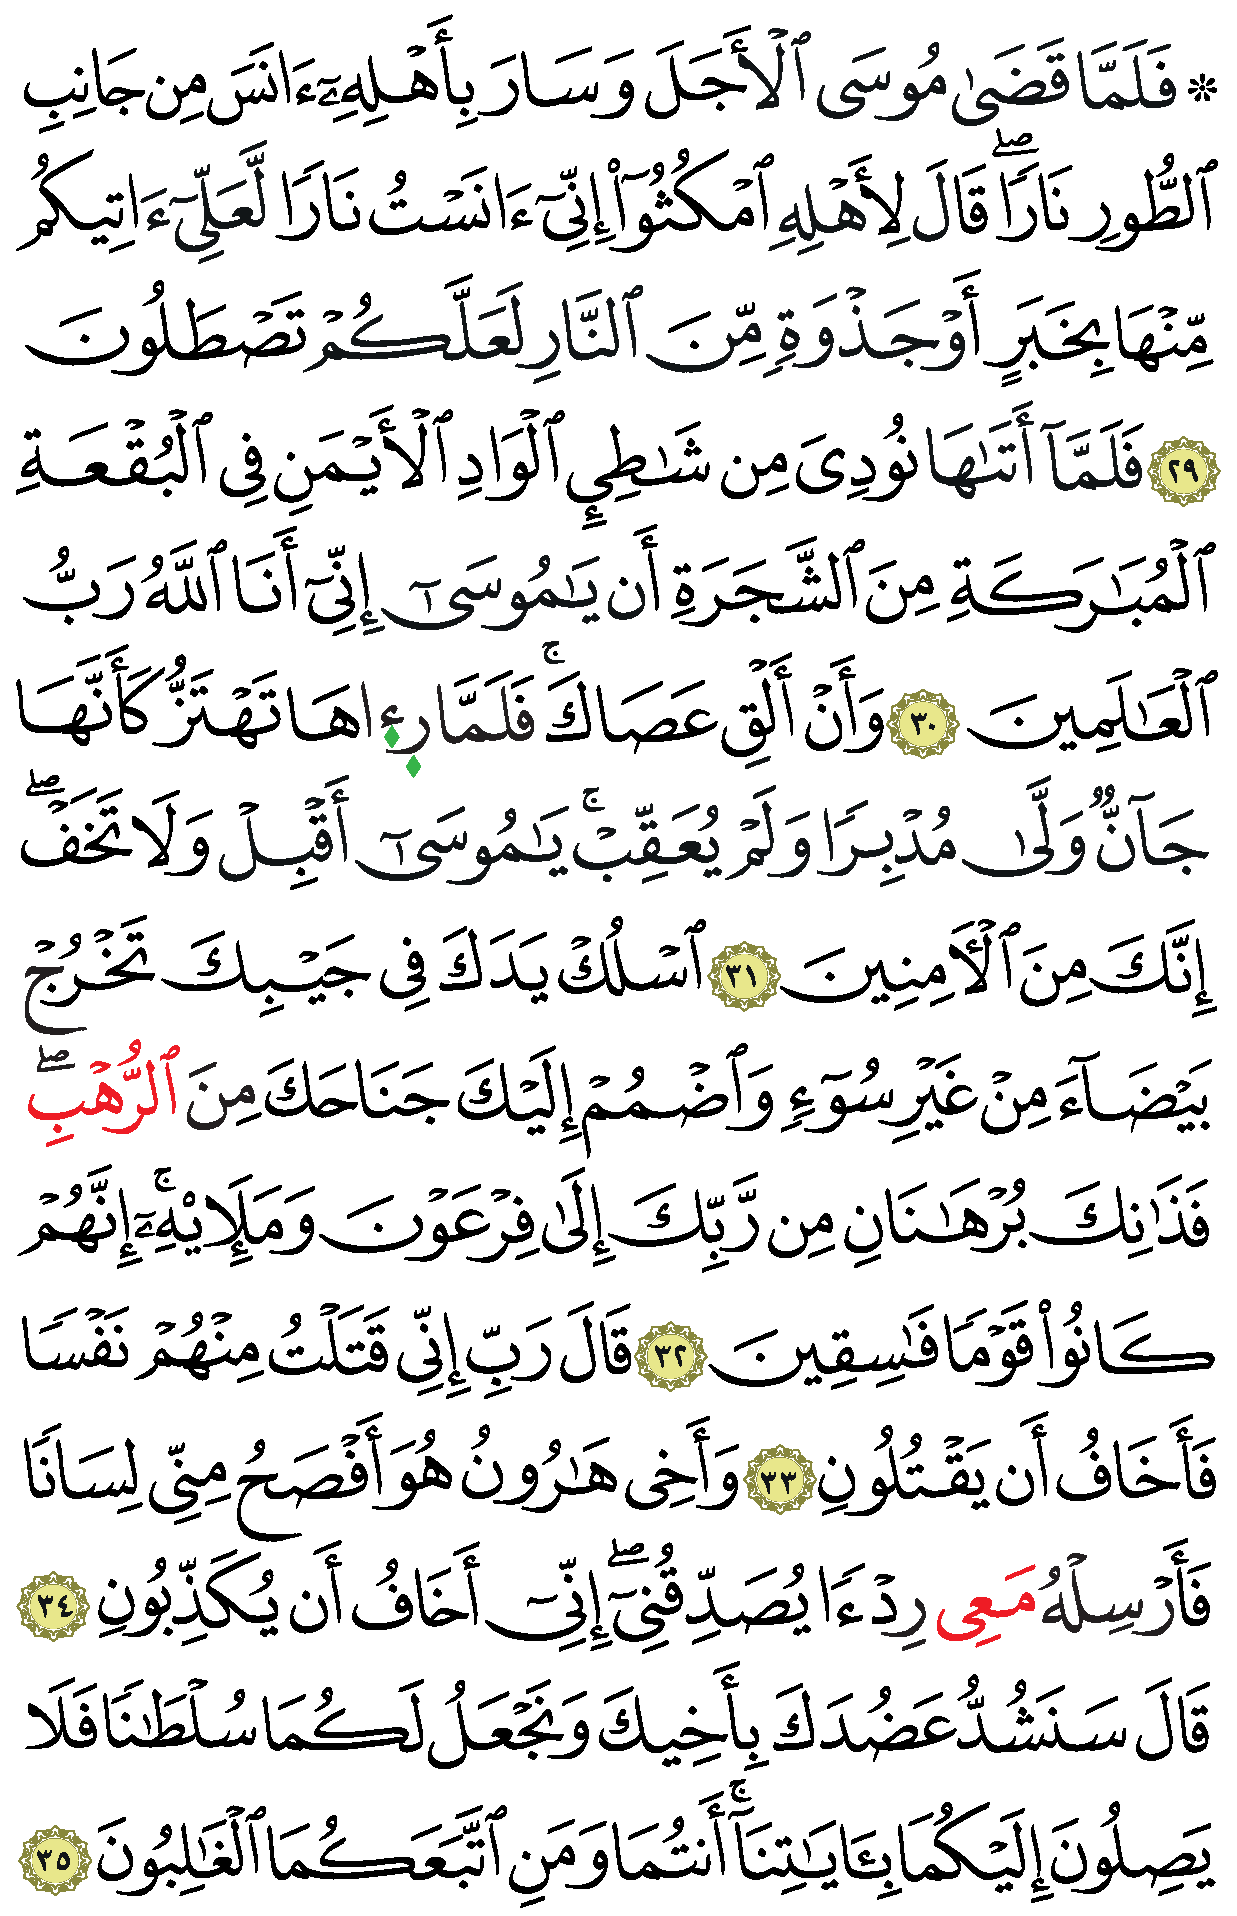 ۞ فَلَمَّا قَضَىٰ مُوسَى ٱلْأَجَلَ وَسَارَ بِأَهْلِهِۦٓ ءَانَسَ مِن جَانِبِ
ٱلطُّورِ نَارًاۖ قَالَ لِأَهْلِهِ ٱمْكُثُوٓاْ إِنِّيٓ ءَانَسْتُ نَارًا لَّعَلِّيٓ ءَاتِيكُم
مِّنْهَا بِخَبَرٍ أَوْ جَذْوَةٍ مِّنَ ٱلنَّارِ لَعَلَّكُمْ تَصْطَلُونَ
٢٩ فَلَمَّآ أَتَىٰهَا نُودِىَ مِن شَٰطِيِٕ ٱلْوَادِ ٱلْأَيْمَنِ فِي ٱلْبُقْعَةِ
ٱلْمُبَٰرَكَةِ مِنَ ٱلشَّجَرَةِ أَن يَٰمُوسَىٰٓ إِنِّيٓ أَنَا ٱللَّهُ رَبُّ
ٱلْعَٰلَمِينَ ٣٠ وَأَنْ أَلْقِ عَصَاكَۚ فَلَمَّا رِءِاهَا تَهْتَزُّ كَأَنَّهَا
جَآنٌّ وَلَّىٰ مُدْبِرًا وَلَمْ يُعَقِّبْۚ يَٰمُوسَىٰٓ أَقْبِلْ وَلَا تَخَفْۖ
إِنَّكَ مِنَ ٱلْأٓمِنِينَ ٣١ ٱسْلُكْ يَدَكَ فِي جَيْبِكَ تَخْرُجْ
بَيْضَآءَ مِنْ غَيْرِ سُوٓءٍ وَٱضْمُمْ إِلَيْكَ جَنَاحَكَ مِنَ ٱلرُّهْبِۖ
فَذَٰنِكَ بُرْهَٰنَانِ مِن رَّبِّكَ إِلَىٰ فِرْعَوْنَ وَمَلَإِيْهِۦٓۚ إِنَّهُمْ
كَانُواْ قَوْمًا فَٰسِقِينَ ٣٢ قَالَ رَبِّ إِنِّي قَتَلْتُ مِنْهُمْ نَفْسًا
فَأَخَافُ أَن يَقْتُلُونِ ٣٣ وَأَخِي هَٰرُونُ هُوَ أَفْصَحُ مِنِّي لِسَانًا
فَأَرْسِلْهُ مَعِي رِدْءًا يُصَدِّقْنِيٓۖ إِنِّيٓ أَخَافُ أَن يُكَذِّبُونِ ٣٤
قَالَ سَنَشُدُّ عَضُدَكَ بِأَخِيكَ وَنَجْعَلُ لَكُمَا سُلْطَٰنًا فَلَا
يَصِلُونَ إِلَيْكُمَا بِـَٔايَٰتِنَآۚ أَنتُمَا وَمَنِ ٱتَّبَعَكُمَا ٱلْغَٰلِبُونَ ٣٥